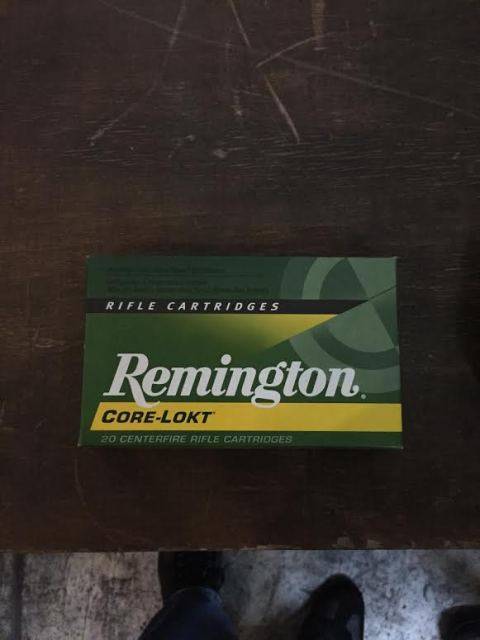 RIFLE CARTRIDGES
Remington.
CORE-LOKT
20 CENTERFIRE RIFLE CARTRIDGES